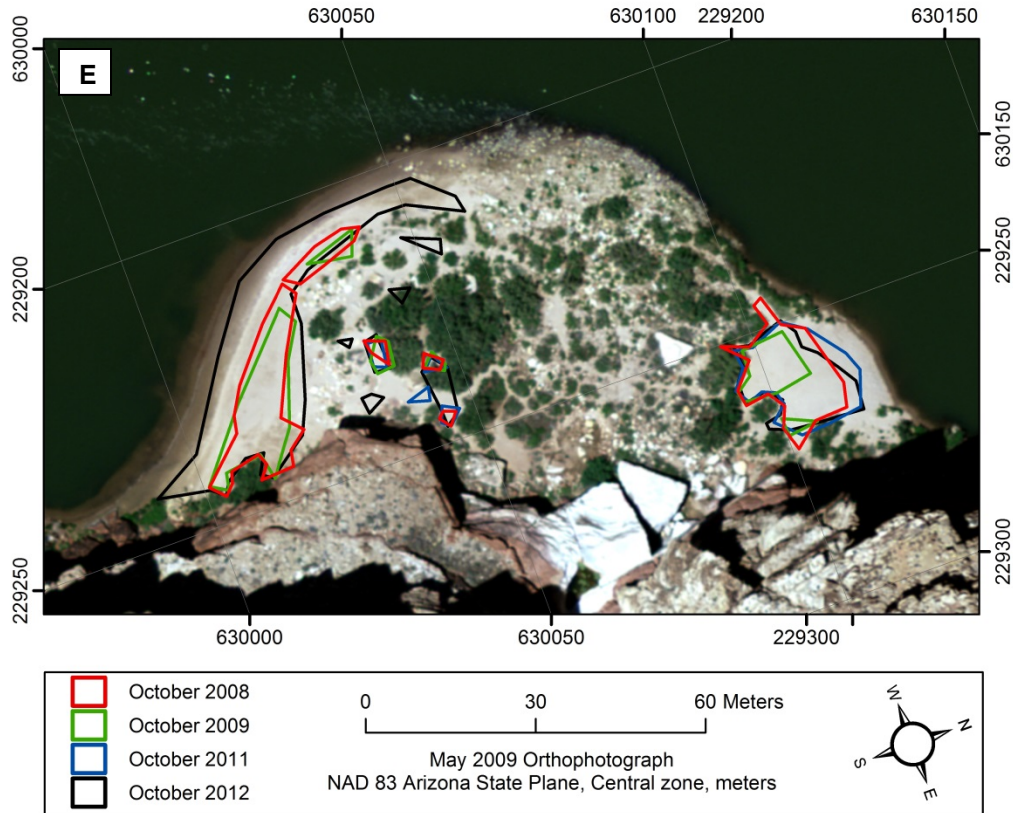 630050
630100
229200
630150
630000
E
630150
229250
229200
229300
229250
630000
630050
229300
October 2008
October 2009
October 2011
October 2012
0
30
60 Meters
May 2009 Orthophotograph
NAD 83 Arizona State Plane, Central zone, meters
W
N
S
E